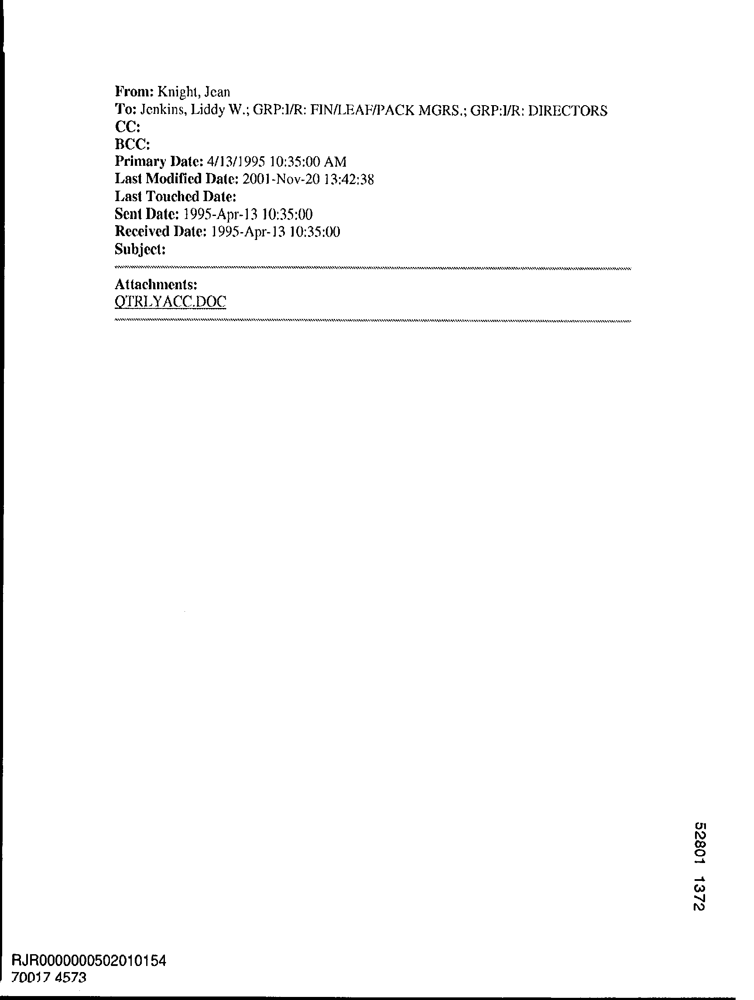 From: Knight, Jean
To: Jenkins, Liddy W.; GRP:I/R: FIN/LEAF/PACK MGRS.; GRP:I/R: DIRECTORS
CC:
BCC:
Primary Date: 4/13/1995 10:35:00 AM
Last Modified Date: 2001-Nov-20 13:42:38
Last Touched Date:
Sent Date: 1995-Apr-13 10:35:00
Received Date: 1995-Apr-13 10:35:00
Subject:
Attachments:
QTRLYACC.DOC
52801 1372
RJR0000000502010154
70017 4573